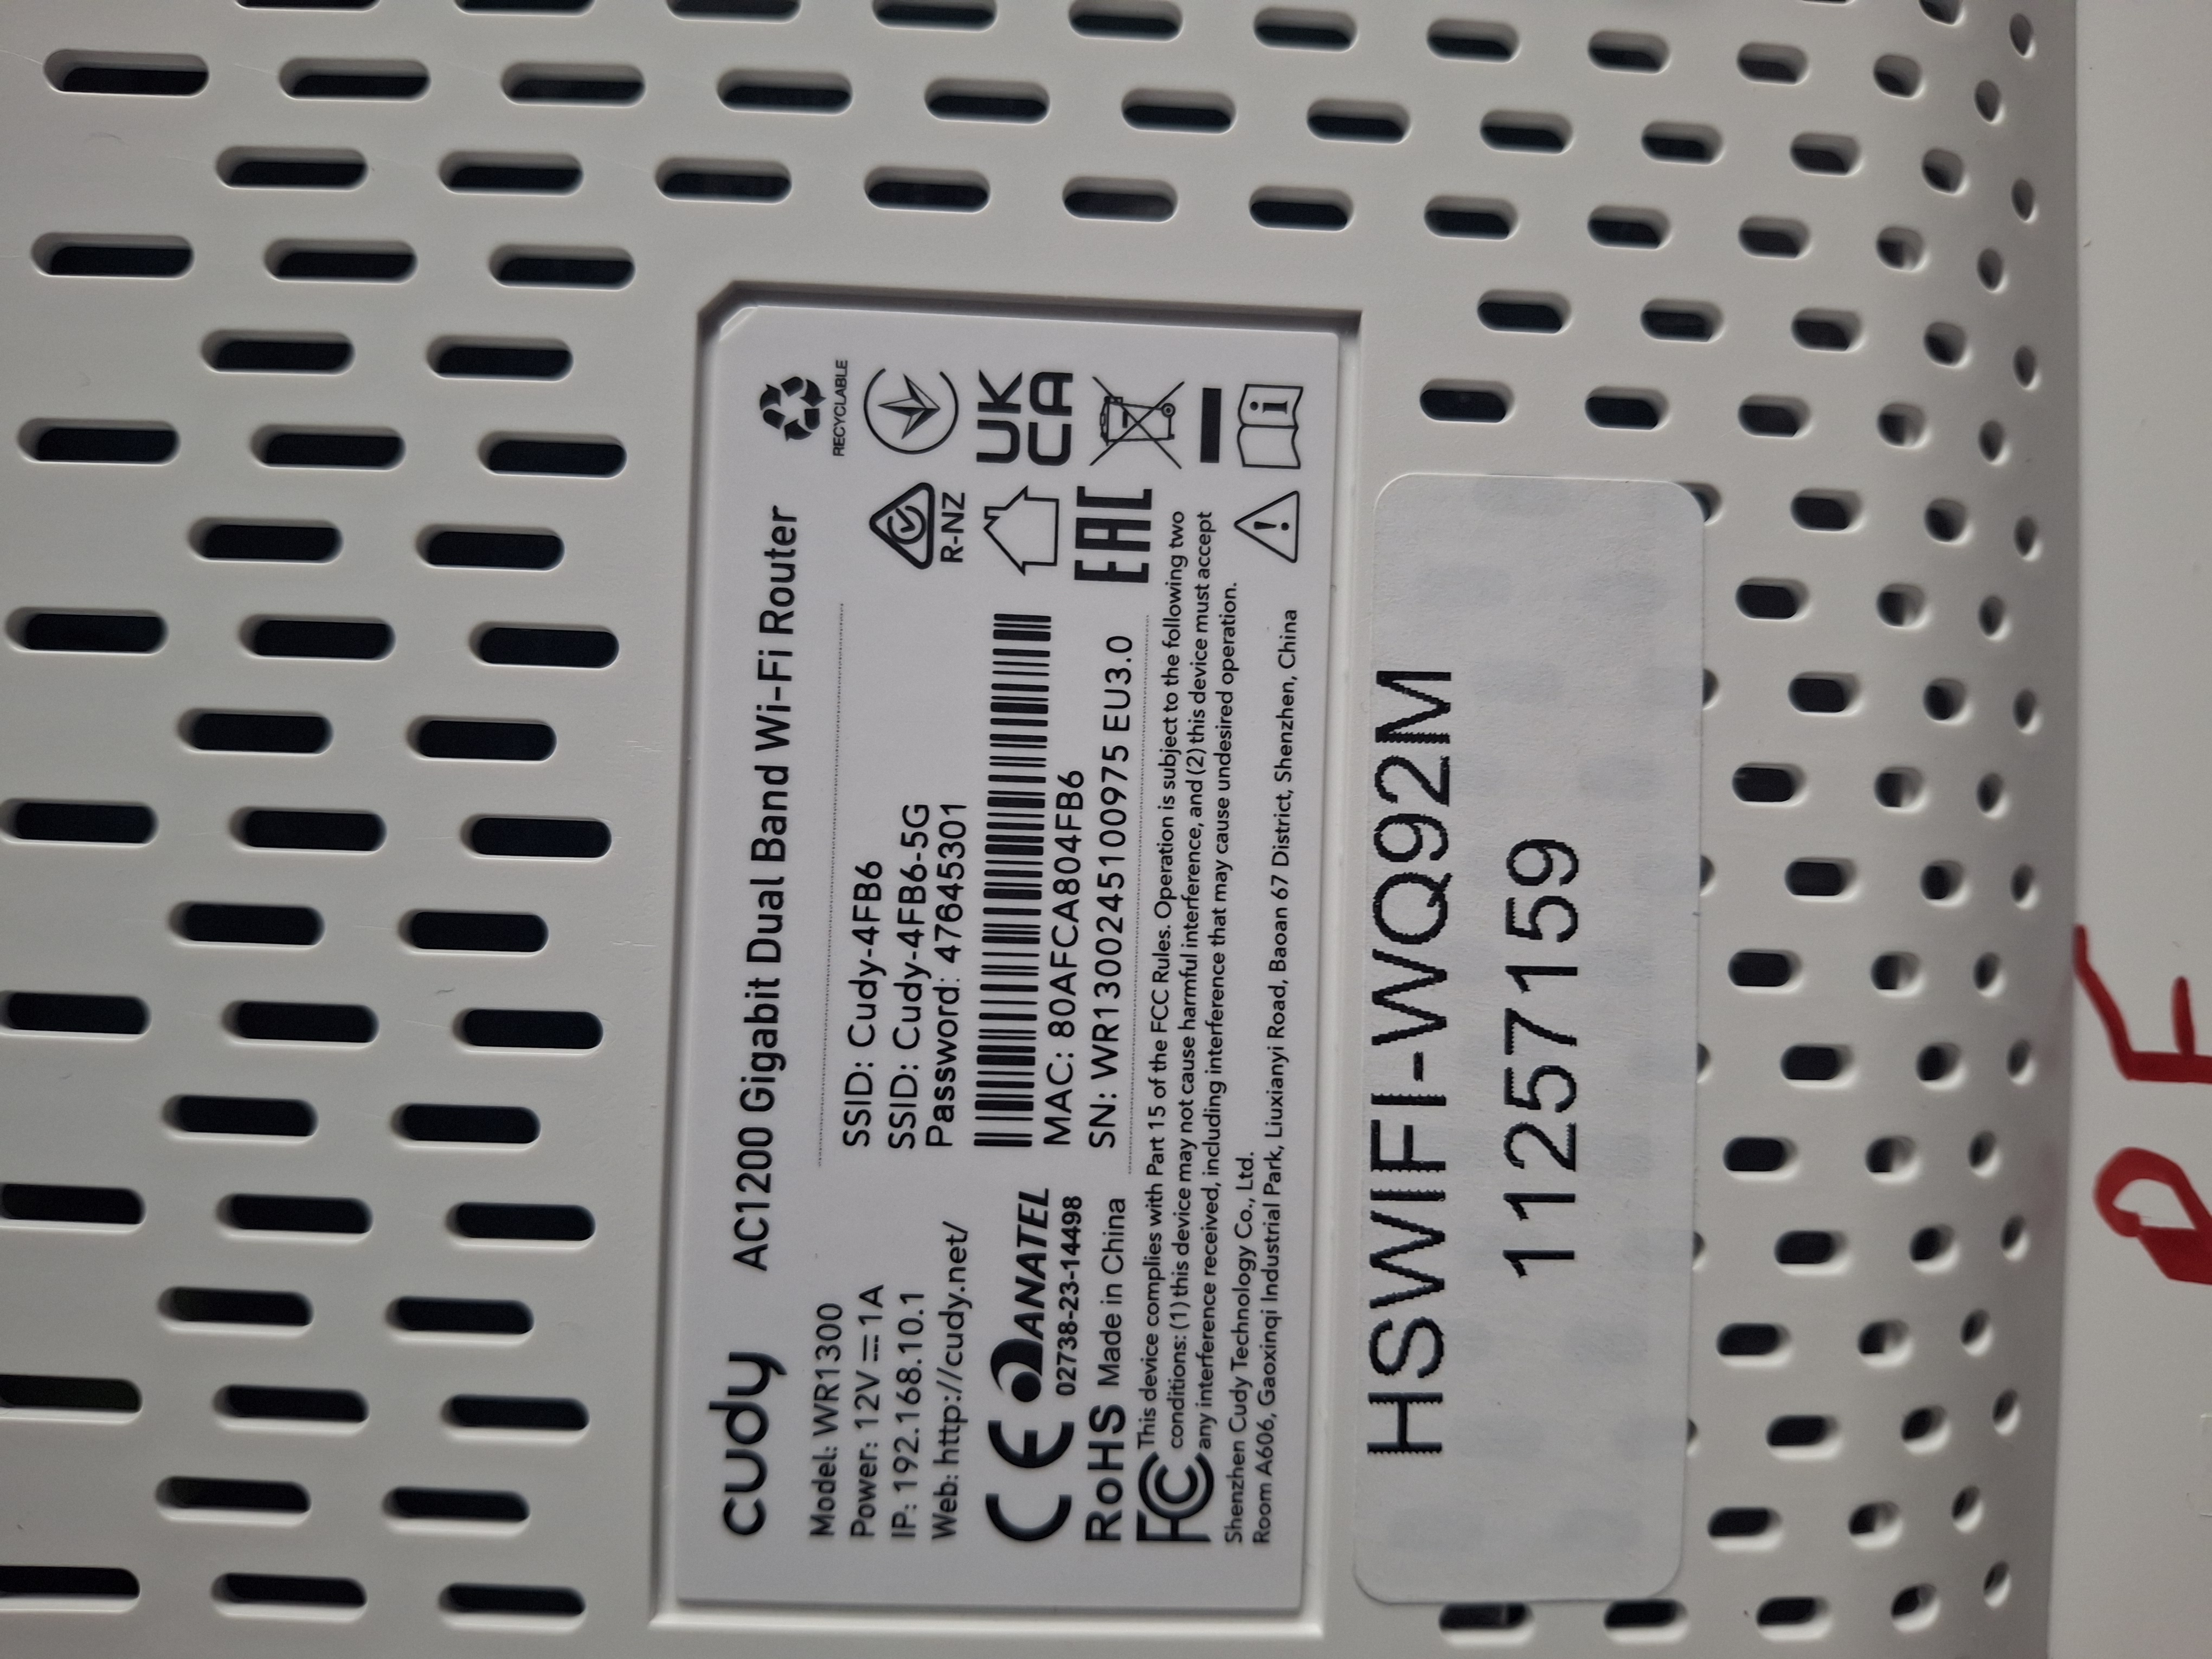 cudy AC1200 Gigabit Dual Band Wi-Fi Router
RECYCLABLE
Model: WR1300
Power: 12V⎓1A
IP: 192.168.10.1
Web: http://cudy.net/
SSID: Cudy-4FB6
SSID: Cudy-4FB6-5G
Password: 47645301
R-NZ
UK
CA
CE ANATEL
02738-23-14498
MAC: 80AFCA804FB6
RoHS Made in China
SN: WR1300245100975 EU3.0
EAC
FC This device complies with Part 15 of the FCC Rules. Operation is subject to the following two
conditions: (1) this device may not cause harmful interference, and (2) this device must accept
any interference received, including interference that may cause undesired operation.
Shenzhen Cudy Technology Co., Ltd.
Room A606, Gaoxinqi Industrial Park, Liuxianyi Road, Baoan 67 District, Shenzhen, China
HSWIFI-WQ92M
11257159